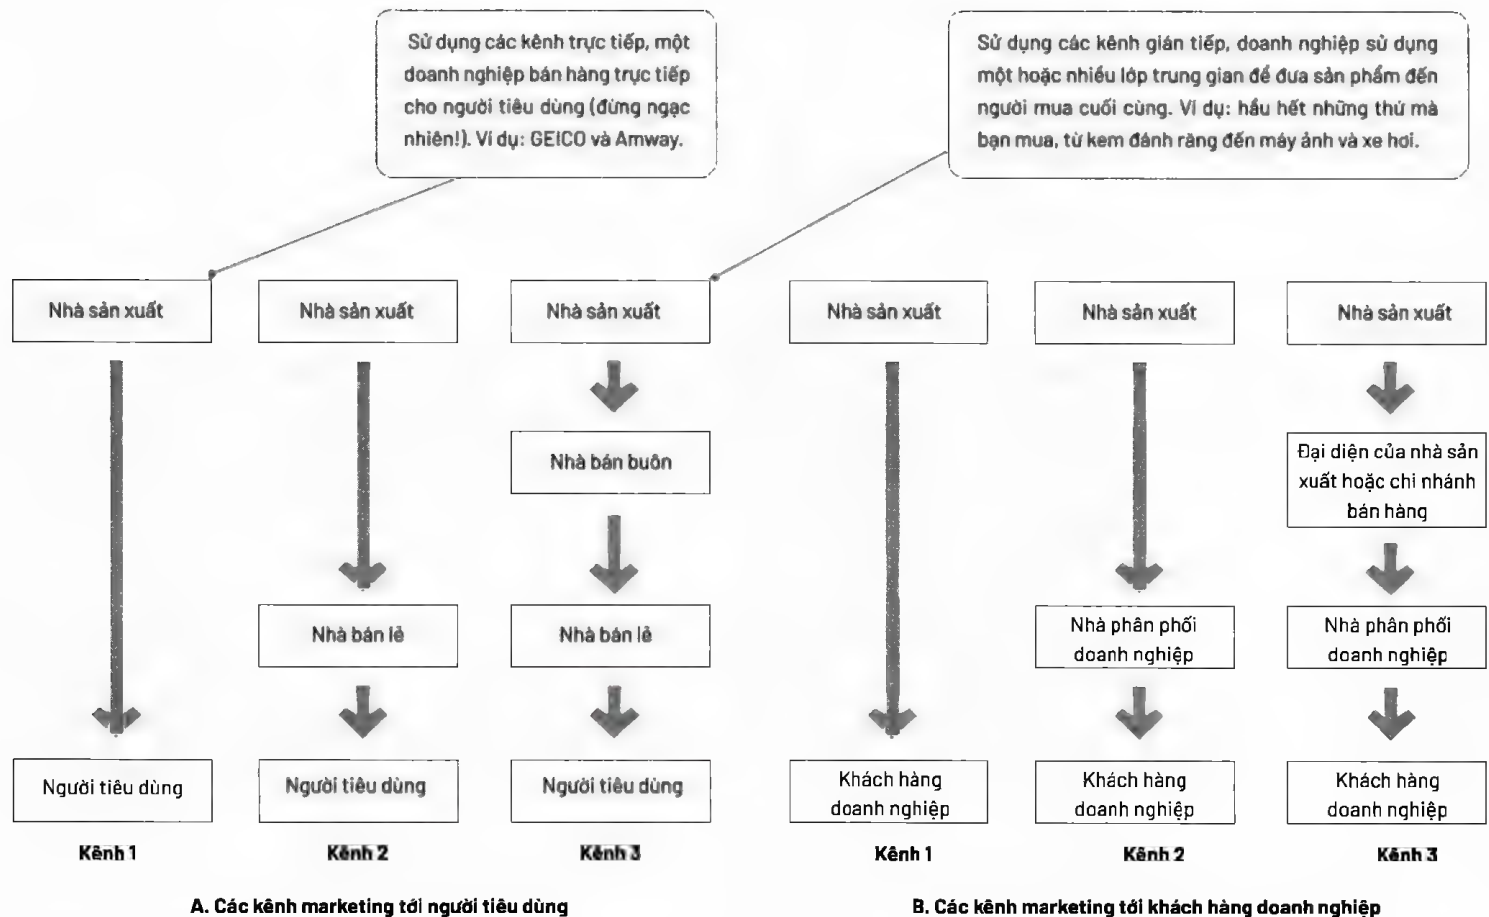 Sử dụng các kênh trực tiếp, một
doanh nghiệp bán hàng trực tiếp
cho người tiêu dùng (đừng ngạc
nhiên!). Ví dụ: GEICO và Amway.
Sử dụng các kênh gián tiếp, doanh nghiệp sử dụng
một hoặc nhiều lớp trung gian để đưa sản phẩm đến
người mua cuối cùng. Ví dụ: hầu hết những thứ mà
bạn mua, từ kem đánh răng đến máy ảnh và xe hơi.
Nhà sản xuất
Nhà sản xuất
Nhà sản xuất
Nhà sản xuất
Nhà sản xuất
Nhà sản xuất
Nhà bán buôn
Đại diện của nhà sản
xuất hoặc chi nhánh
bán hàng
Nhà bán lẻ
Nhà bán lẻ
Nhà phân phối
doanh nghiệp
Nhà phân phối
doanh nghiệp
Người tiêu dùng
Người tiêu dùng
Người tiêu dùng
Khách hàng
doanh nghiệp
Khách hàng
doanh nghiệp
Khách hàng
doanh nghiệp
Kênh 1
Kênh 2
Kênh 3
Kênh 1
Kênh 2
Kênh 3
A. Các kênh marketing tới người tiêu dùng
B. Các kênh marketing tới khách hàng doanh nghiệp